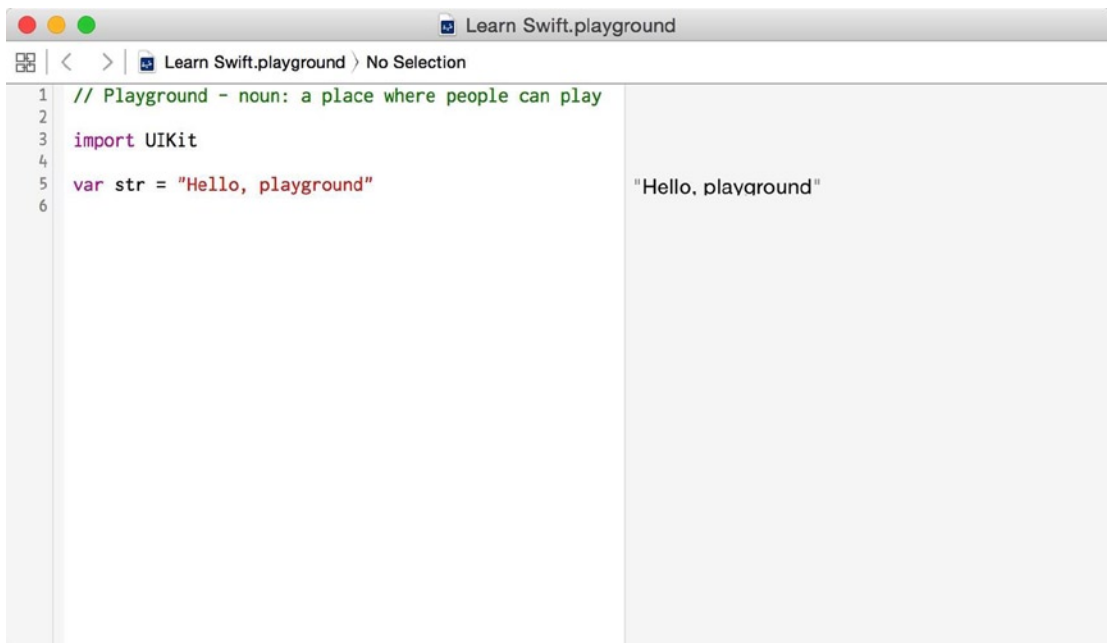 Learn Swift.playground
Learn Swift.playground 〉 No Selection
1 // Playground - noun: a place where people can play
2
3 import UIKit
4
5 var str = "Hello, playground" "Hello, playground"
6